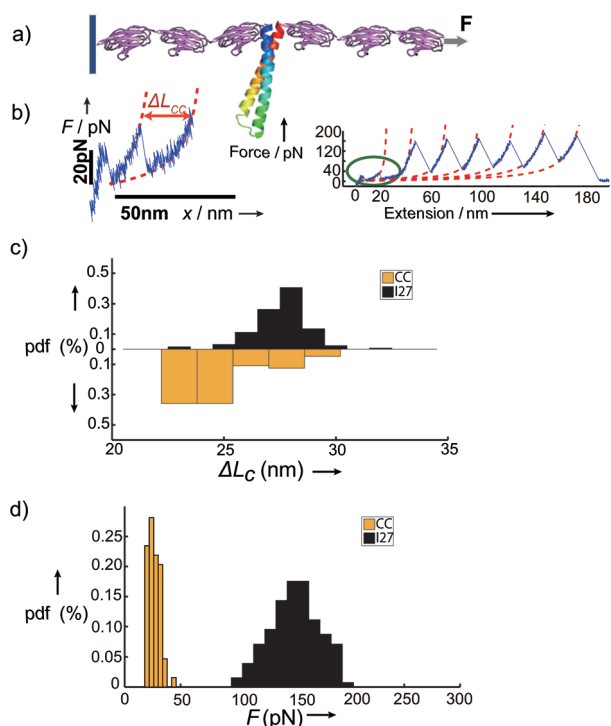 a)
F
b)
F / pN
ΔL_CC
20pN
50nm
x / nm
Force / pN
200
120
40
0
0 20 60 100 140 180
Extension / nm
c)
CC
I27
0.5
0.3
0.1
0
0.1
0.3
0.5
pdf (%)
20 25 30 35
ΔL_C (nm)
d)
CC
I27
0.25
0.20
0.15
0.10
0.05
0
pdf (%)
0 50 100 150 200 250 300
F (pN)